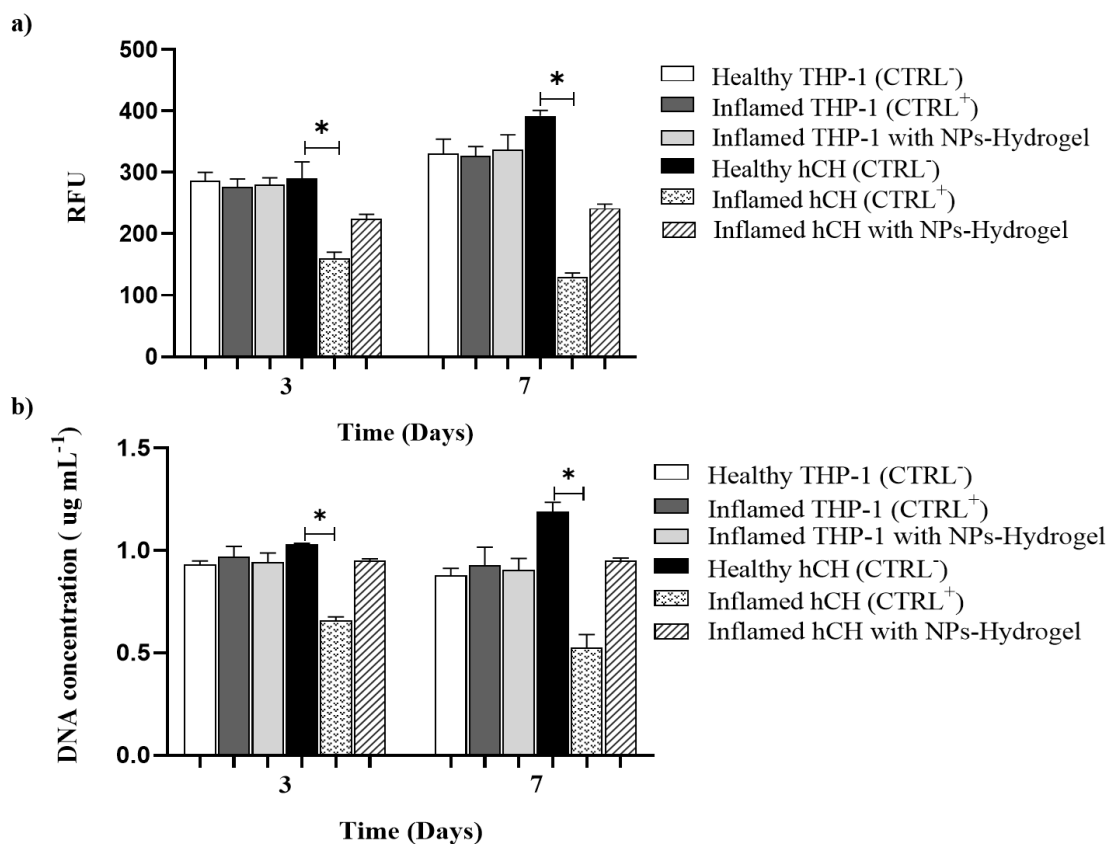 a)
500
400
300
200
100
0
RFU
*
*
3
7
Time (Days)
Healthy THP-1 (CTRL⁻)
Inflamed THP-1 (CTRL⁺)
Inflamed THP-1 with NPs-Hydrogel
Healthy hCH (CTRL⁻)
Inflamed hCH (CTRL⁺)
Inflamed hCH with NPs-Hydrogel
b)
1.5
1.0
0.5
0.0
DNA concentration ( ug mL⁻¹)
*
*
3
7
Time (Days)
Healthy THP-1 (CTRL⁻)
Inflamed THP-1 (CTRL⁺)
Inflamed THP-1 with NPs-Hydrogel
Healthy hCH (CTRL⁻)
Inflamed hCH (CTRL⁺)
Inflamed hCH with NPs-Hydrogel